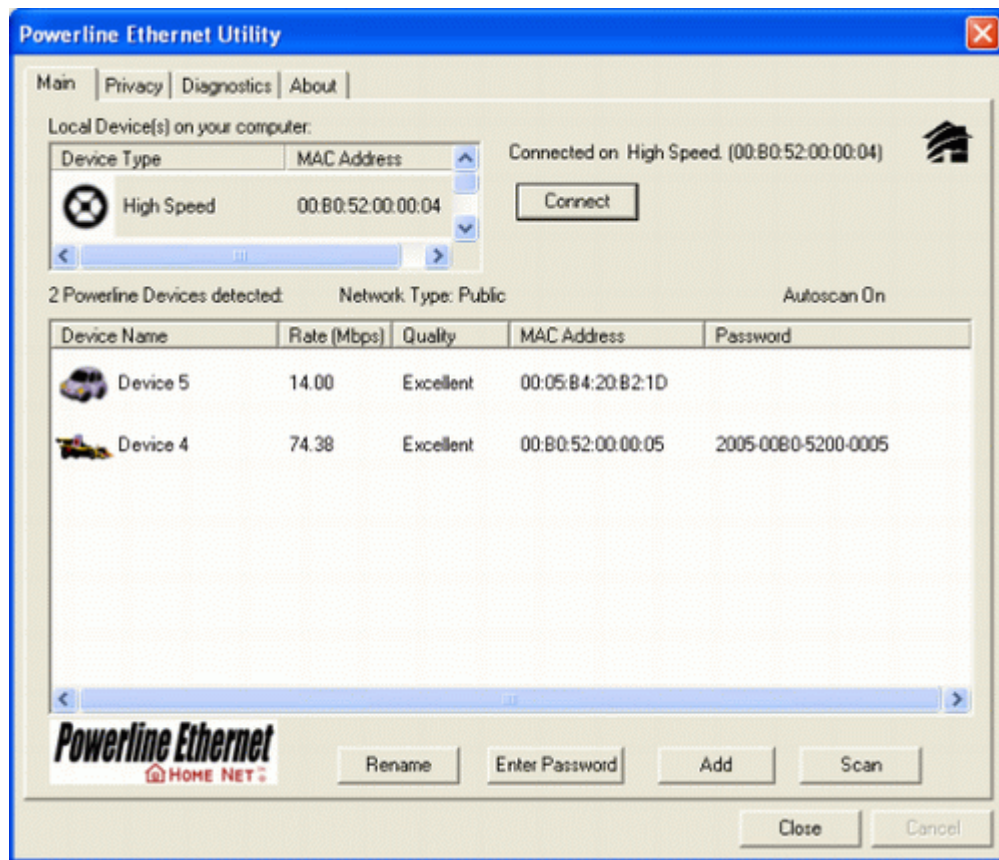 Powerline Ethernet Utility
Main Privacy Diagnostics About
Local Device(s) on your computer:
Device Type MAC Address
High Speed 00:B0:52:00:00:04
Connected on High Speed. (00:B0:52:00:00:04)
Connect
2 Powerline Devices detected: Network Type: Public Autoscan On
Device Name Rate (Mbps) Quality MAC Address Password
Device 5 14.00 Excellent 00:05:B4:20:B2:1D
Device 4 74.38 Excellent 00:B0:52:00:00:05 2005-00B0-5200-0005
Powerline Ethernet
HOME NET
Rename Enter Password Add Scan
Close Cancel